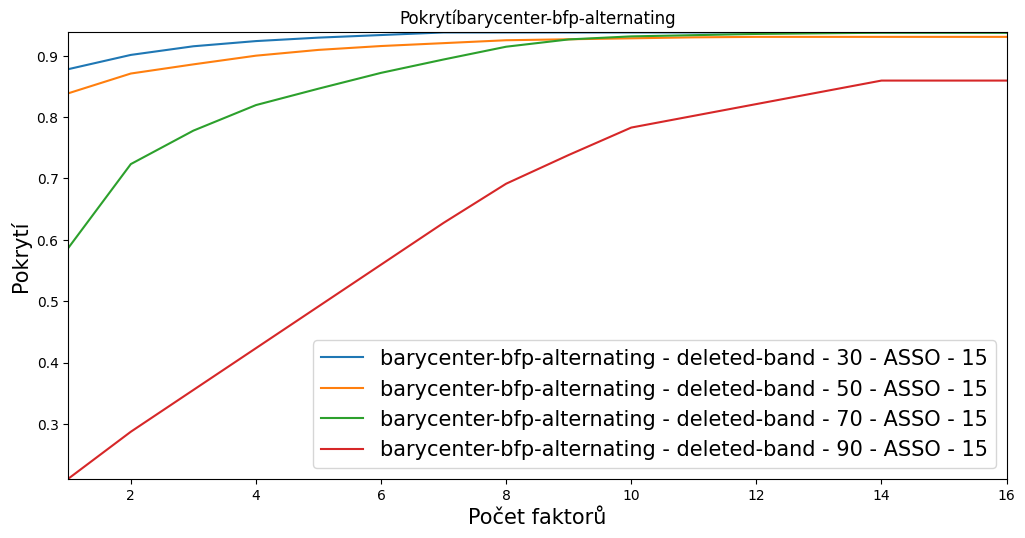 Pokrytíbarycenter-bfp-alternating
Pokrytí
0.9
0.8
0.7
0.6
0.5
0.4
0.3
barycenter-bfp-alternating - deleted-band - 30 - ASSO - 15
barycenter-bfp-alternating - deleted-band - 50 - ASSO - 15
barycenter-bfp-alternating - deleted-band - 70 - ASSO - 15
barycenter-bfp-alternating - deleted-band - 90 - ASSO - 15
2 4 6 8 10 12 14 16
Počet faktorů